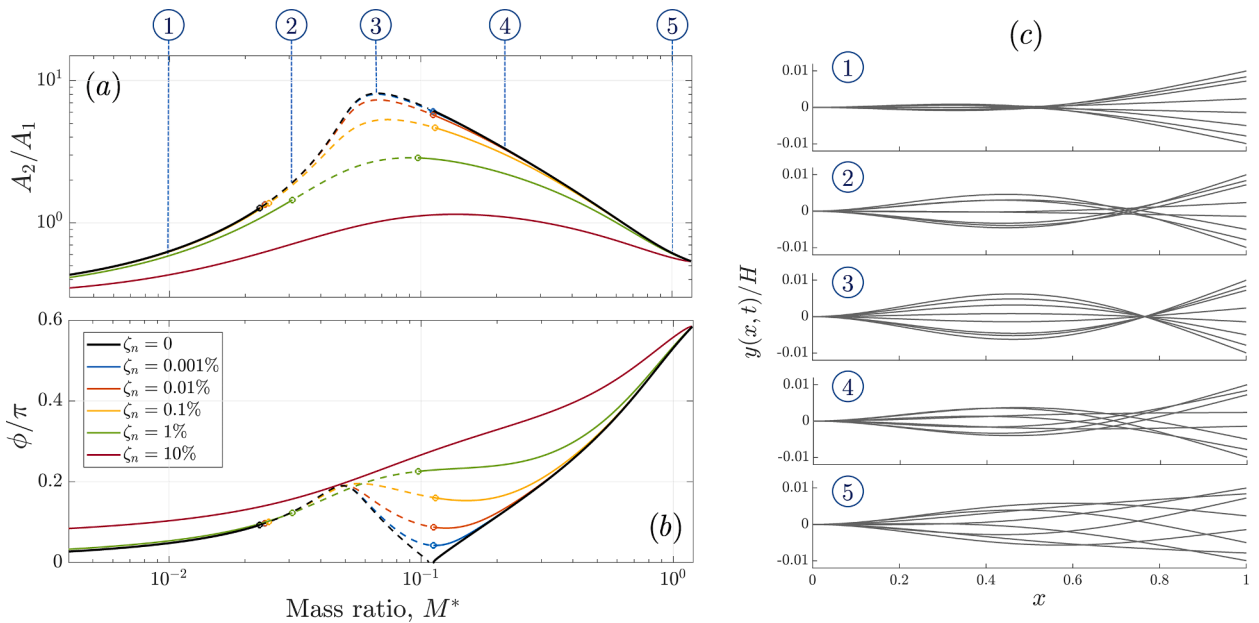 1 2 3 4 5
(a)
10^1
10^0
A_2/A_1
0.6
0.4
0.2
0
ϕ/π
ζ_n = 0
ζ_n = 0.001%
ζ_n = 0.01%
ζ_n = 0.1%
ζ_n = 1%
ζ_n = 10%
(b)
10^{-2} 10^{-1} 10^0
Mass ratio, M*
(c)
1
0.01
0
-0.01
2
0.01
0
-0.01
3
0.01
0
-0.01
4
0.01
0
-0.01
5
0.01
0
-0.01
y(x, t)/H
0 0.2 0.4 0.6 0.8 1
x